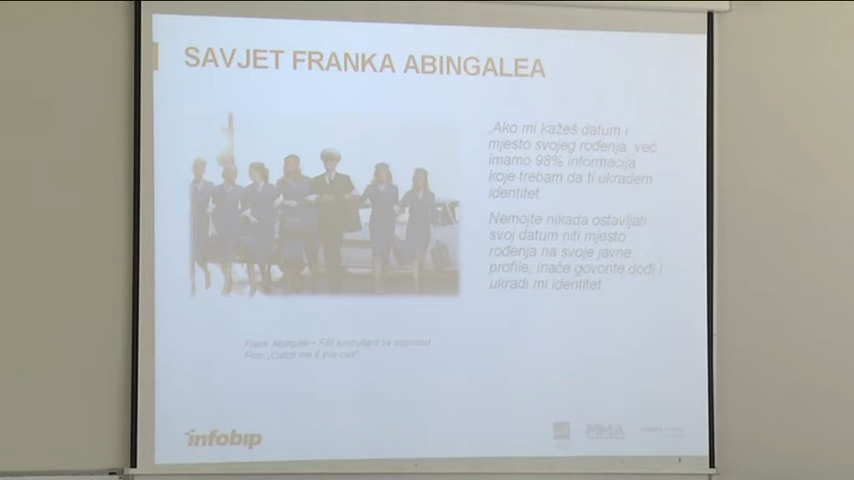 SAVJET FRANKA ABINGALEA
„Ako mi kažeš datum i
mjesto svojeg rođenja, već
imamo 98% informacija
koje trebam da ti ukradem
identitet.
Nemojte nikada ostavljati
svoj datum niti mjesto
rođenja na svoje javne
profile, inače govorite dođi i
ukradi mi identitet.“
Frank Abingale – FBI konzultant za sigurnost
Film „Catch me if you can“
infobip
MMA